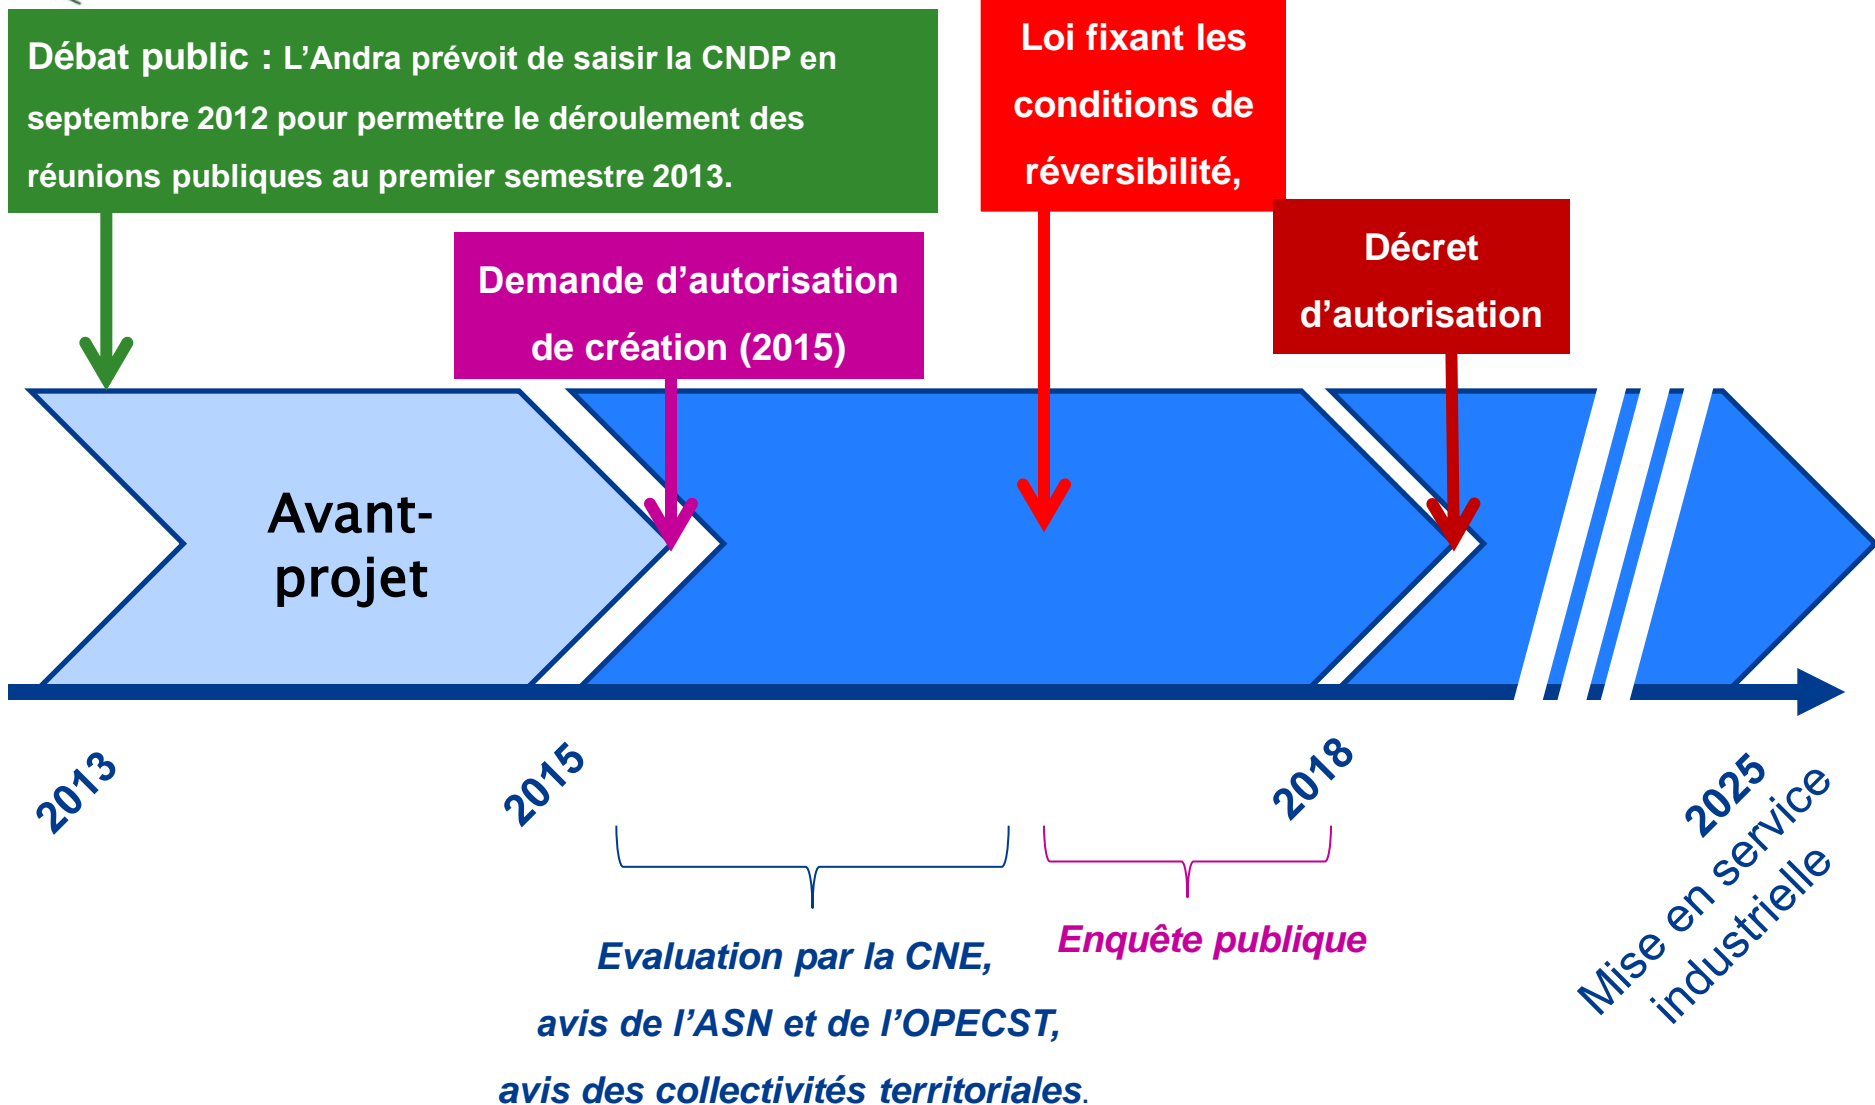 Débat public : L’Andra prévoit de saisir la CNDP en
septembre 2012 pour permettre le déroulement des
réunions publiques au premier semestre 2013.
Loi fixant les
conditions de
réversibilité,
Demande d’autorisation
de création (2015)
Décret
d’autorisation
Avant-
projet
2013
2015
2018
2025
Mise en service
industrielle
Evaluation par la CNE,
avis de l’ASN et de l’OPECST,
avis des collectivités territoriales.
Enquête publique